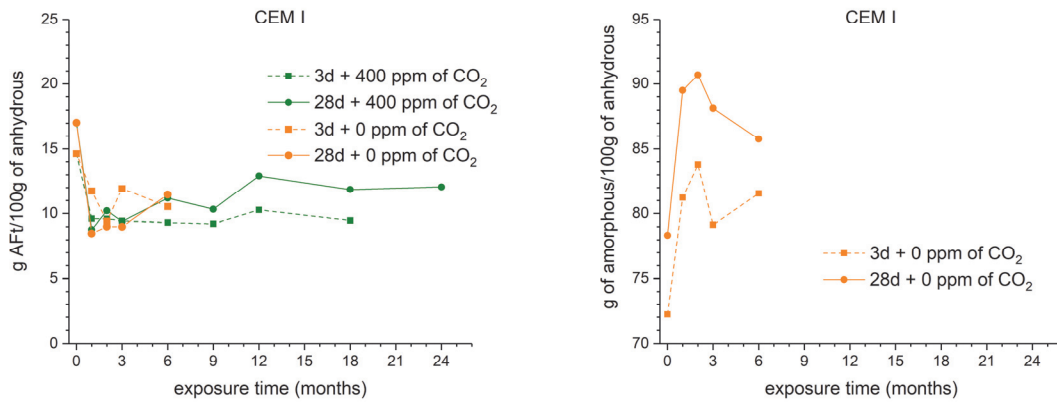 CEM I
25
20
15
10
5
0
g AFt/100g of anhydrous
3d + 400 ppm of CO₂
28d + 400 ppm of CO₂
3d + 0 ppm of CO₂
28d + 0 ppm of CO₂
0 3 6 9 12 15 18 21 24
exposure time (months)
CEM I
95
90
85
80
75
70
g of amorphous/100g of anhydrous
3d + 0 ppm of CO₂
28d + 0 ppm of CO₂
0 3 6 9 12 15 18 21 24
exposure time (months)